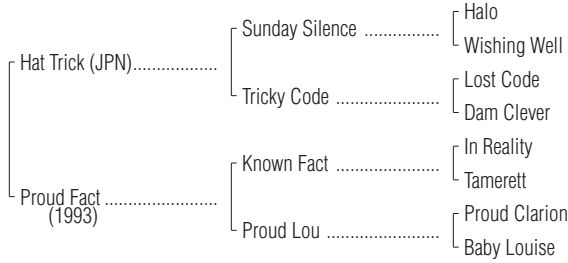 Halo
Sunday Silence ..................
Wishing Well
Hat Trick (JPN)....................
Lost Code
Tricky Code .........................
Dam Clever
In Reality
Known Fact .........................
Tamerett
Proud Fact ...........................
(1993)
Proud Clarion
Proud Lou ...........................
Baby Louise